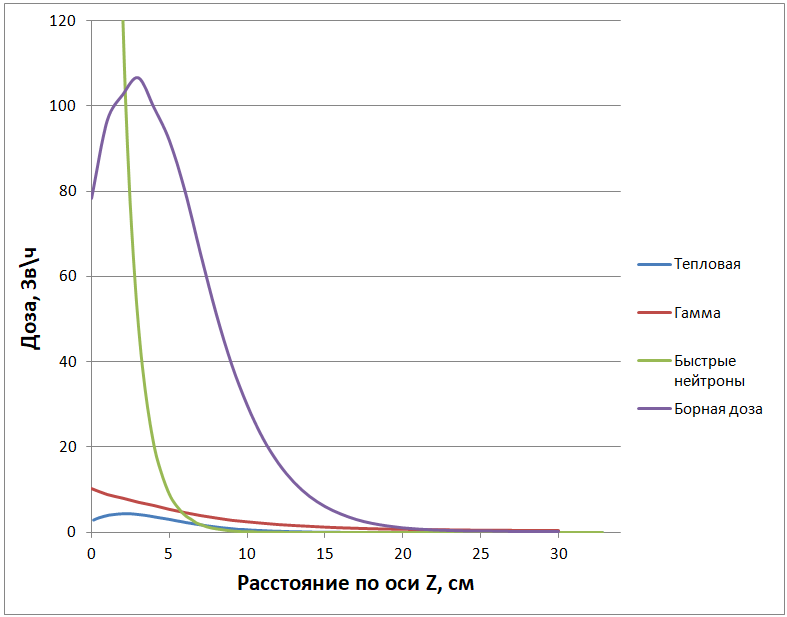 120
100
80
60
40
20
0
Доза, Зв\ч
0 5 10 15 20 25 30
Расстояние по оси Z, см
Тепловая
Гамма
Быстрые
нейтроны
Борная доза